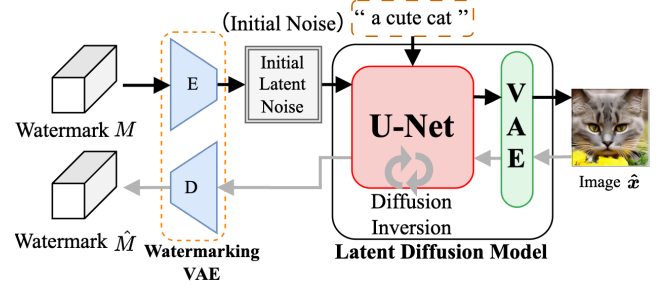 (Initial Noise)
“ a cute cat ”
Watermark M
E
Initial
Latent
Noise
U-Net
V
A
E
Image x̂
Watermark M̂
D
Diffusion
Inversion
Watermarking
VAE
Latent Diffusion Model